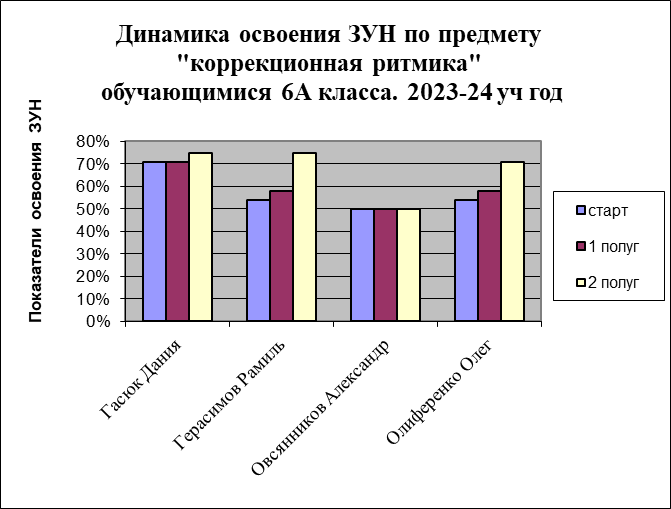 Динамика освоения ЗУН по предмету
"коррекционная ритмика"
обучающимися 6А класса. 2023-24 уч год
Показатели освоения ЗУН
80%
70%
60%
50%
40%
30%
20%
10%
0%
Гасюк Дания
Герасимов Рамиль
Овсянников Александр
Олиференко Олег
старт
1 полуг
2 полуг